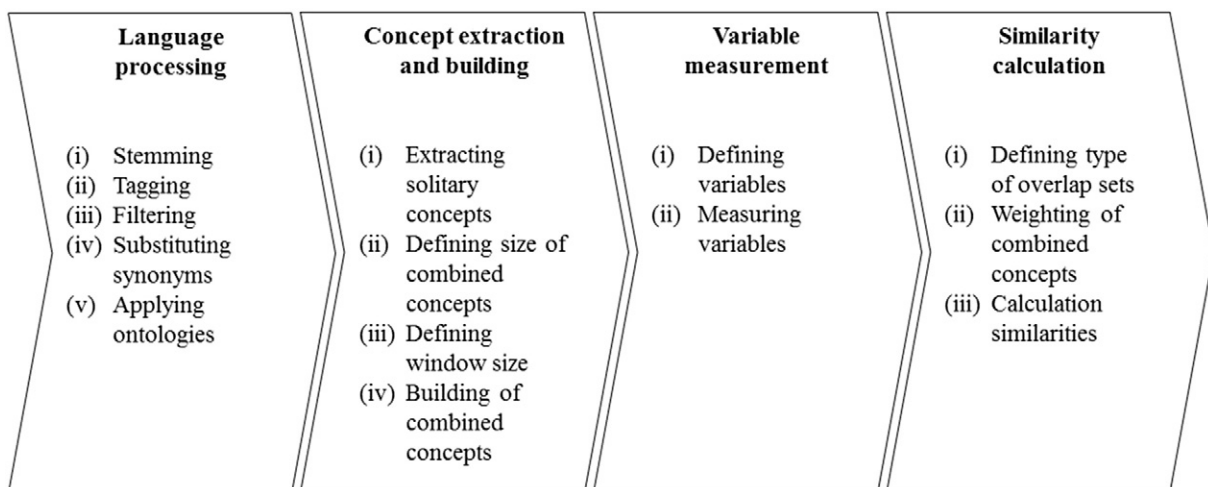 Language
processing
(i) Stemming
(ii) Tagging
(iii) Filtering
(iv) Substituting
synonyms
(v) Applying
ontologies
Concept extraction
and building
(i) Extracting
solitary
concepts
(ii) Defining size of
combined
concepts
(iii) Defining
window size
(iv) Building of
combined
concepts
Variable
measurement
(i) Defining
variables
(ii) Measuring
variables
Similarity
calculation
(i) Defining type
of overlap sets
(ii) Weighting of
combined
concepts
(iii) Calculation
similarities